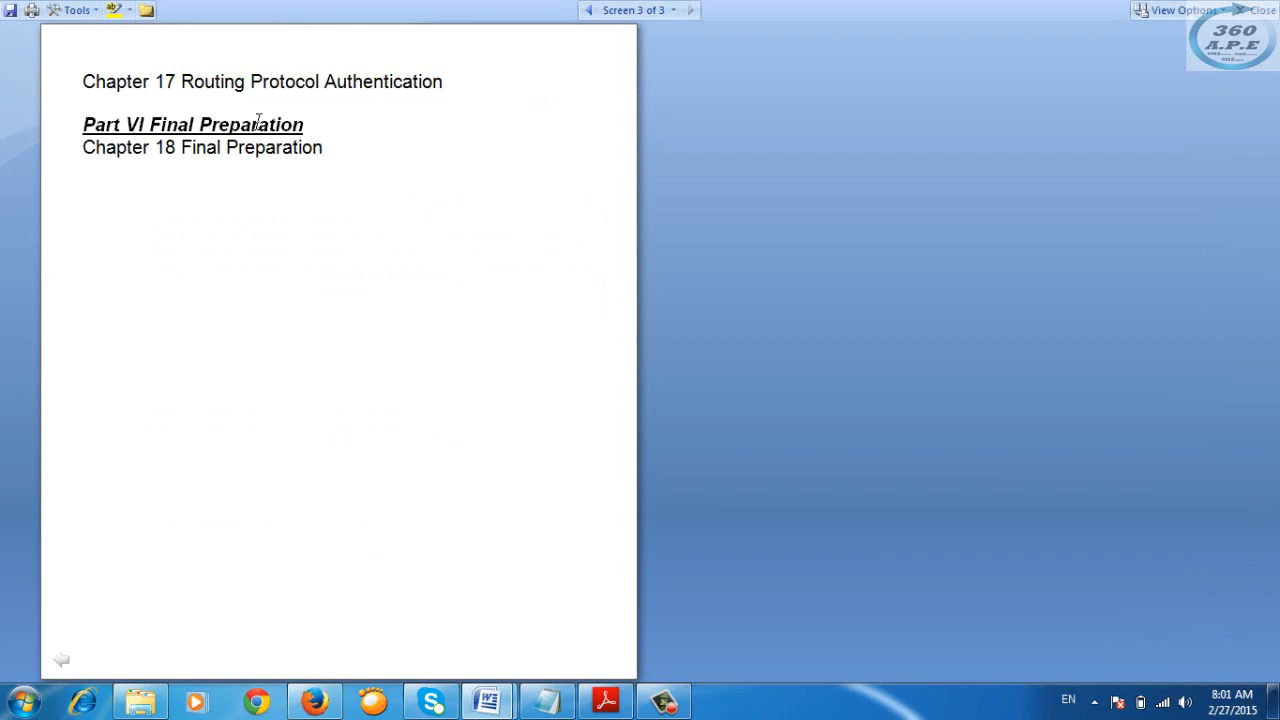 Tools
Screen 3 of 3
View Options
Close
360
A.P.E
Chapter 17 Routing Protocol Authentication
Part VI Final Preparation
Chapter 18 Final Preparation
EN
8:01 AM
2/27/2015